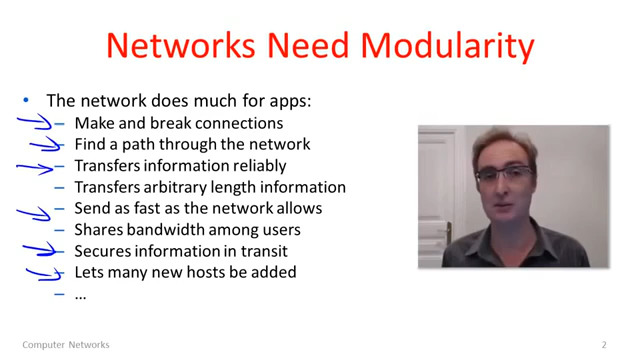 Networks Need Modularity
• The network does much for apps:
– Make and break connections
– Find a path through the network
– Transfers information reliably
– Transfers arbitrary length information
– Send as fast as the network allows
– Shares bandwidth among users
– Secures information in transit
– Lets many new hosts be added
– …
Computer Networks
2